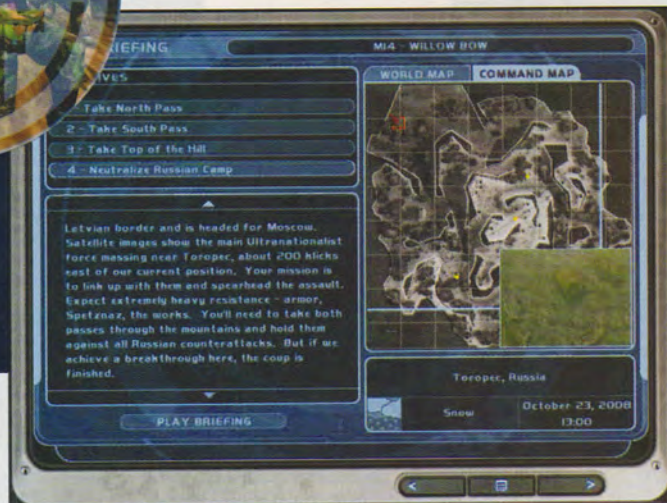 BRIEFING
M14 - WILLOW BOW
IVES
Take North Pass
2 - Take South Pass
3 - Take Top of the Hill
4 - Neutralize Russian Camp
WORLD MAP
COMMAND MAP
Latvian border and is headed for Moscow.
Satellite images show the main Ultranationalist
force massing near Toropec, about 200 klicks
east of our current position. Your mission is
to link up with them and spearhead the assault.
Expect extremely heavy resistance - armor,
Spetznaz, the works. You'll need to take both
passes through the mountains and hold them
against all Russian counterattacks. But if we
achieve a breakthrough here, the coup is
finished.
PLAY BRIEFING
Toropec, Russia
Snow
October 23, 2008
13:00